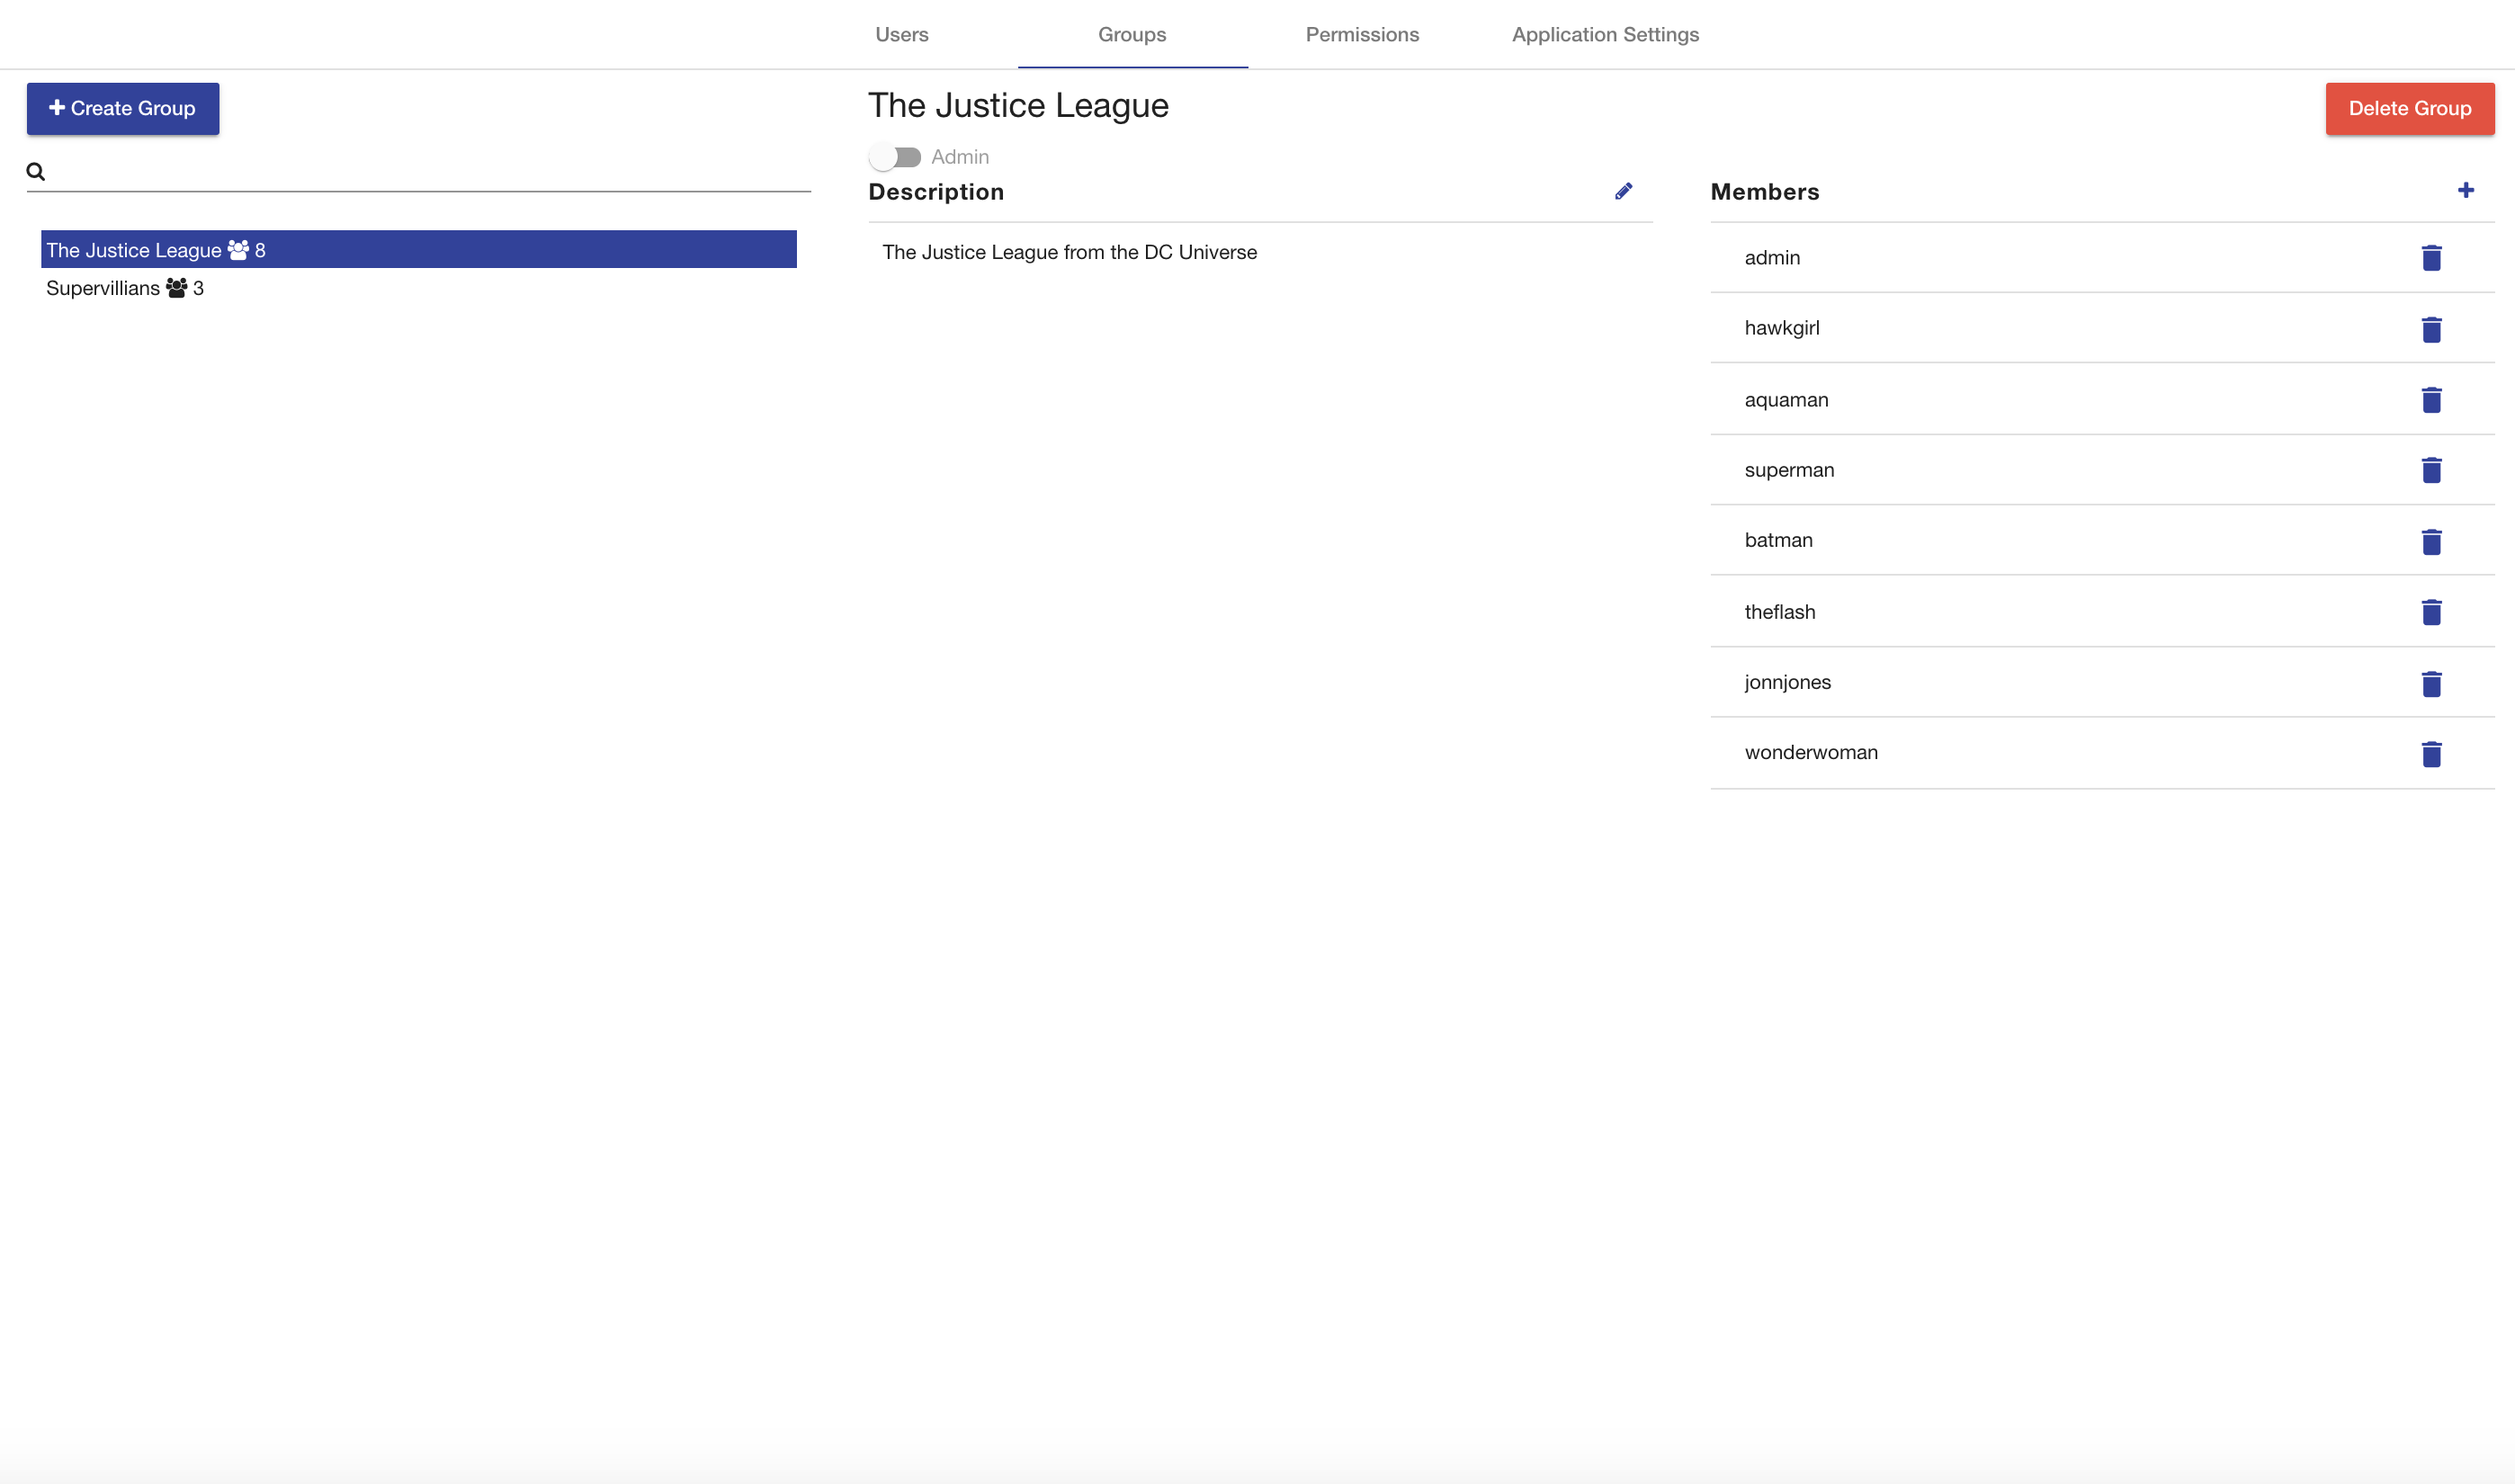 Users
Groups
Permissions
Application Settings
Create Group
The Justice League 8
Supervillians 3
The Justice League
Delete Group
Admin
Description
The Justice League from the DC Universe
Members
admin
hawkgirl
aquaman
superman
batman
theflash
jonnjones
wonderwoman